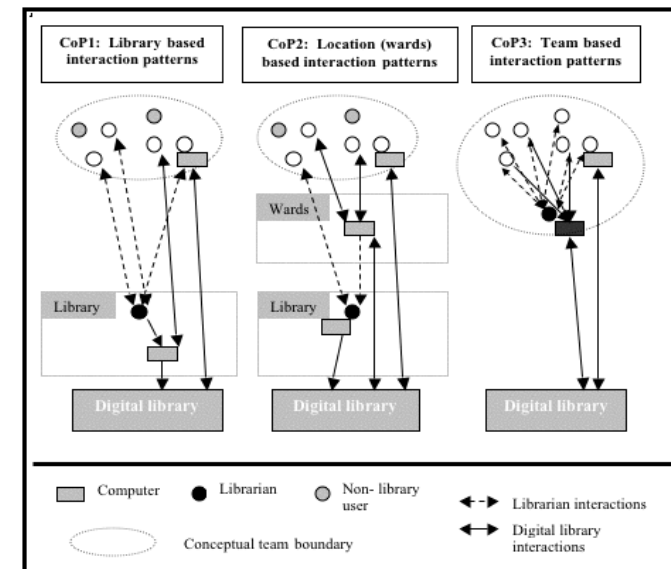 CoP1: Library based
interaction patterns
CoP2: Location (wards)
based interaction patterns
CoP3: Team based
interaction patterns
Wards
Library
Library
Digital library
Digital library
Digital library
Computer
Librarian
Non- library
user
Librarian interactions
Digital library
interactions
Conceptual team boundary